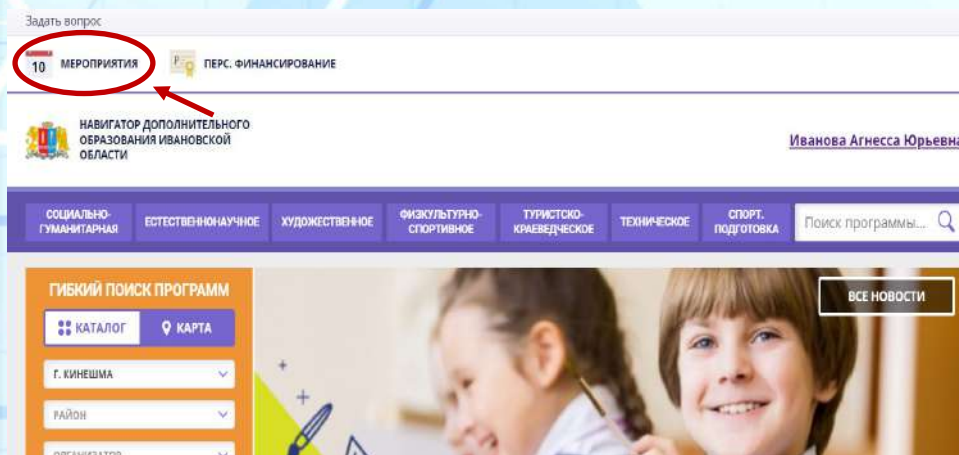 Задать вопрос
10 МЕРОПРИЯТИЯ ПЕРС. ФИНАНСИРОВАНИЕ
НАВИГАТОР ДОПОЛНИТЕЛЬНОГО
ОБРАЗОВАНИЯ ИВАНОВСКОЙ
ОБЛАСТИ
Иванова Агнесса Юрьевна
СОЦИАЛЬНО-
ГУМАНИТАРНАЯ
ЕСТЕСТВЕННОНАУЧНОЕ
ХУДОЖЕСТВЕННОЕ
ФИЗКУЛЬТУРНО-
СПОРТИВНОЕ
ТУРИСТСКО-
КРАЕВЕДЧЕСКОЕ
ТЕХНИЧЕСКОЕ
СПОРТ.
ПОДГОТОВКА
Поиск программы...
ГИБКИЙ ПОИСК ПРОГРАММ
КАТАЛОГ КАРТА
Г. КИНЕШМА
РАЙОН
ОРГАНИЗАТОР
ВСЕ НОВОСТИ